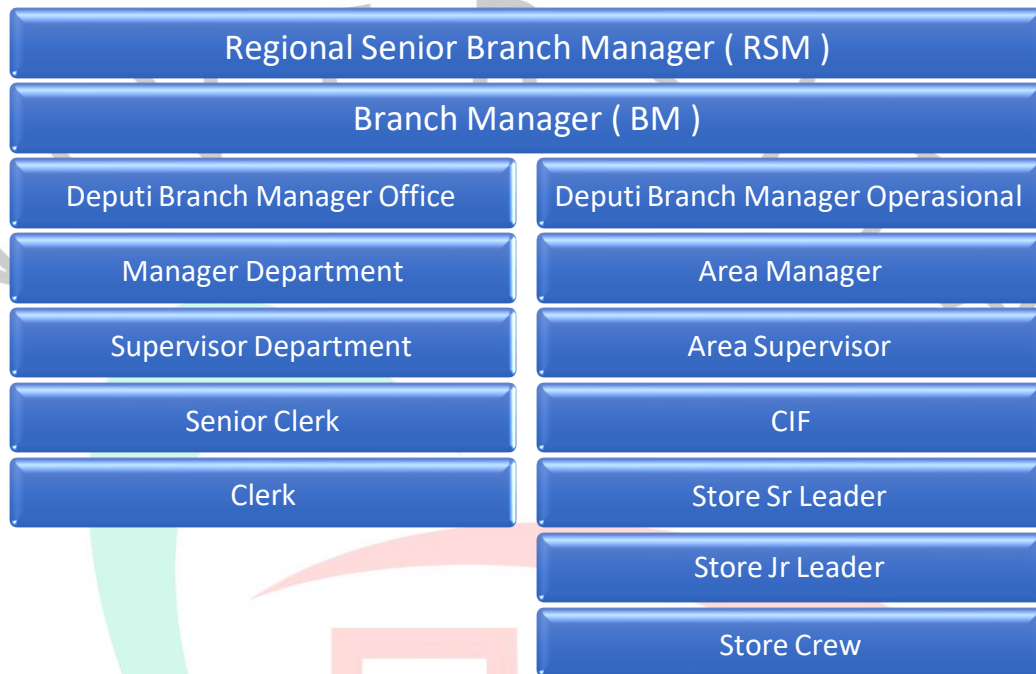 Regional Senior Branch Manager ( RSM )
Branch Manager ( BM )
Deputi Branch Manager Office
Deputi Branch Manager Operasional
Manager Department
Area Manager
Supervisor Department
Area Supervisor
Senior Clerk
CIF
Clerk
Store Sr Leader
Store Jr Leader
Store Crew